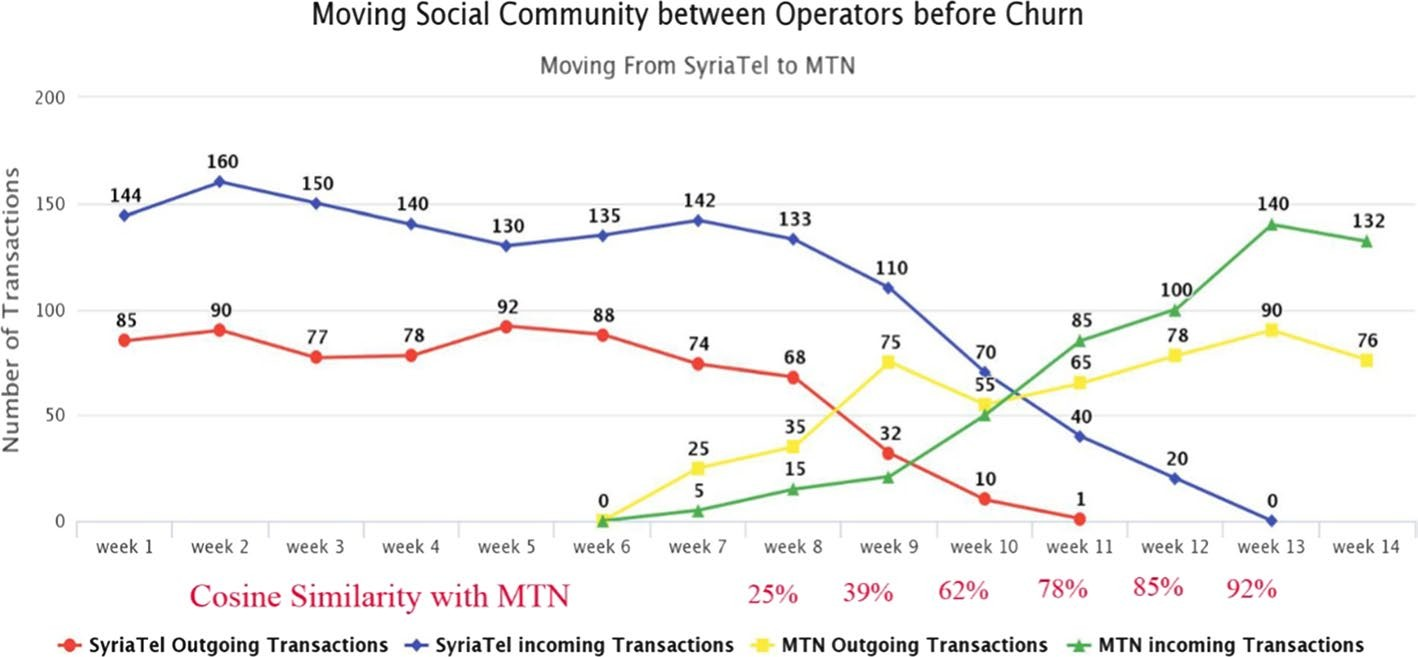 Moving Social Community between Operators before Churn
Moving From SyriaTel to MTN
Number of Transactions
200
150
100
50
0
144 160 150 140 130 135 142 133 110 70 40 20 0
85 90 77 78 92 88 74 68 32 10 1
0 25 35 75 55 65 78 90 76
5 15 85 100 140 132
week 1 week 2 week 3 week 4 week 5 week 6 week 7 week 8 week 9 week 10 week 11 week 12 week 13 week 14
Cosine Similarity with MTN 25% 39% 62% 78% 85% 92%
SyriaTel Outgoing Transactions SyriaTel incoming Transactions MTN Outgoing Transactions MTN incoming Transactions